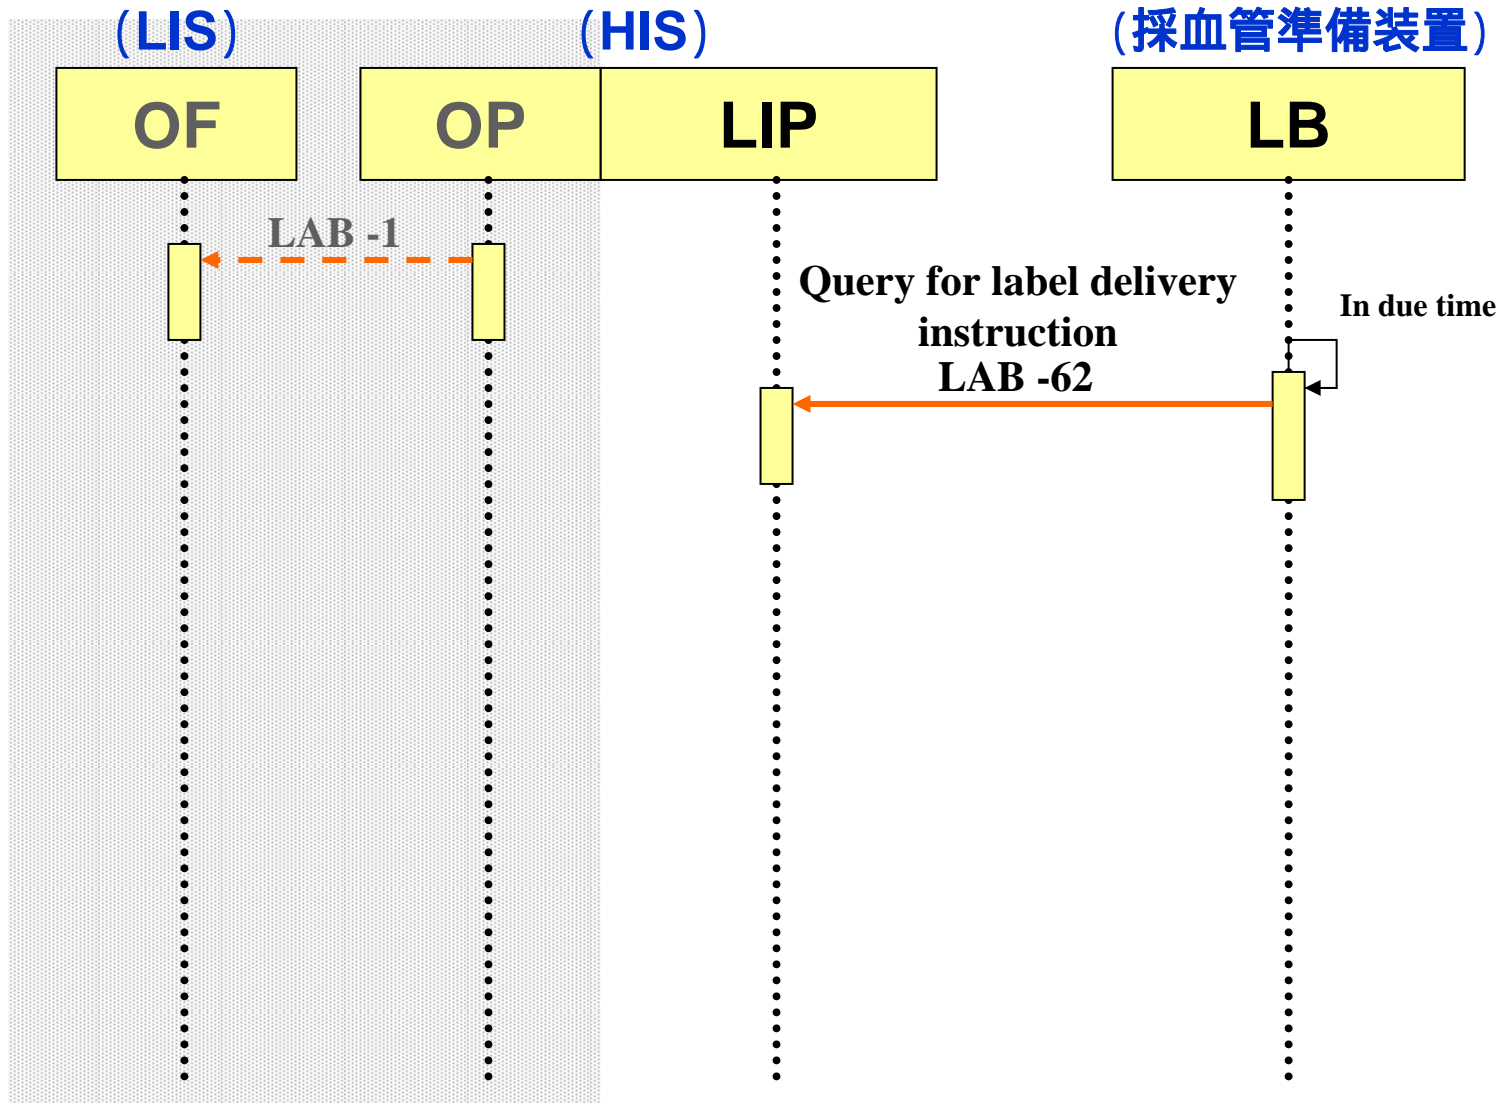 (LIS)
(HIS)
(採血管準備装置)
OF
OP
LIP
LB
LAB -1
Query for label delivery
instruction
LAB -62
In due time